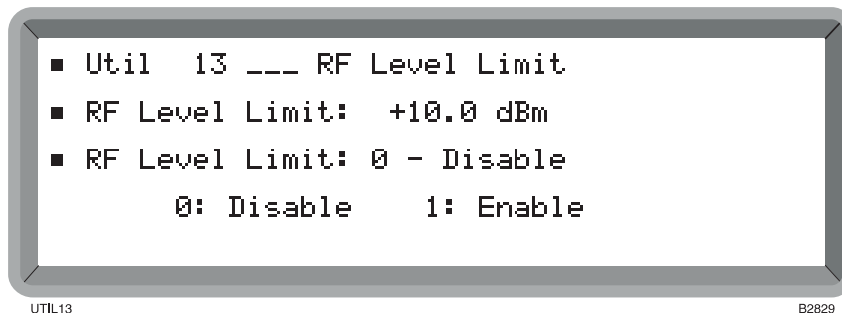 ▪ Util 13 ___ RF Level Limit
▪ RF Level Limit: +10.0 dBm
▪ RF Level Limit: 0 - Disable
0: Disable 1: Enable
UTIL13 B2829